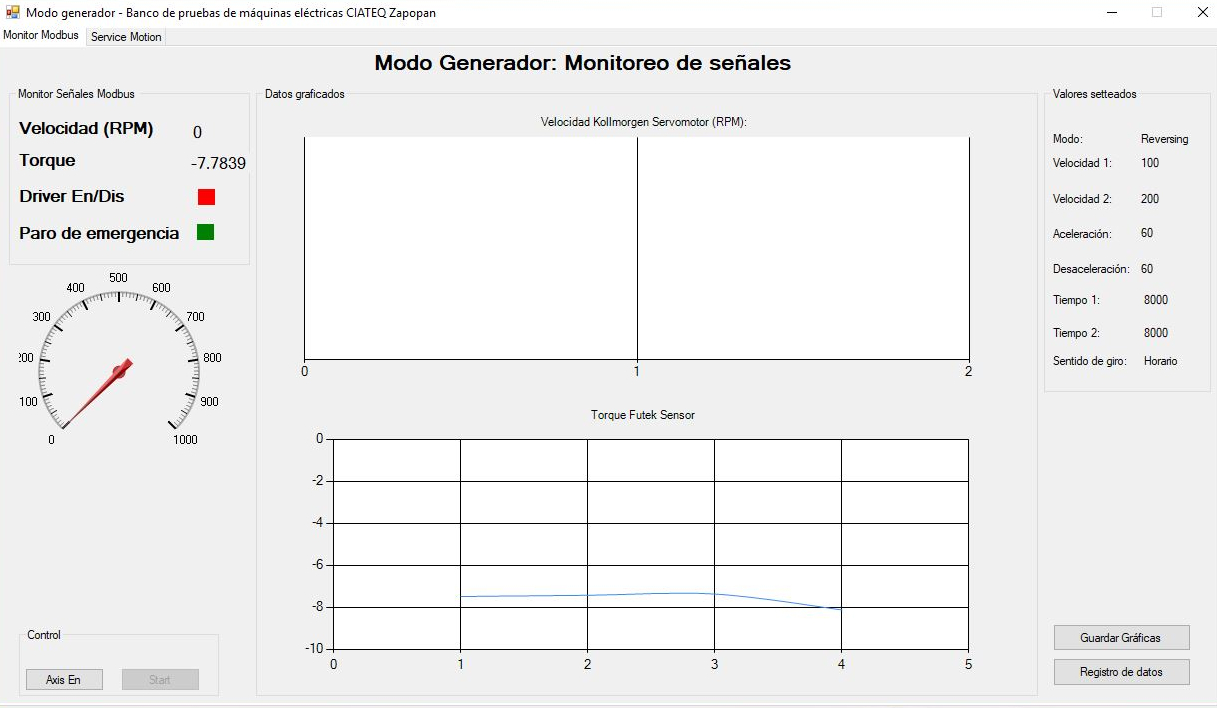 Modo generador - Banco de pruebas de máquinas eléctricas CIATEQ Zapopan
Monitor Modbus Service Motion
Modo Generador: Monitoreo de señales
Monitor Señales Modbus
Velocidad (RPM) 0
Torque -7.7839
Driver En/Dis
Paro de emergencia
0
100
200
300
400
500
600
700
800
900
1000
Control
Axis En Start
Datos graficados
Velocidad Kollmorgen Servomotor (RPM):
0 1 2
Torque Futek Sensor
0
-2
-4
-6
-8
-10
0 1 2 3 4 5
Valores setteados
Modo: Reversing
Velocidad 1: 100
Velocidad 2: 200
Aceleración: 60
Desaceleración: 60
Tiempo 1: 8000
Tiempo 2: 8000
Sentido de giro: Horario
Guardar Gráficas
Registro de datos